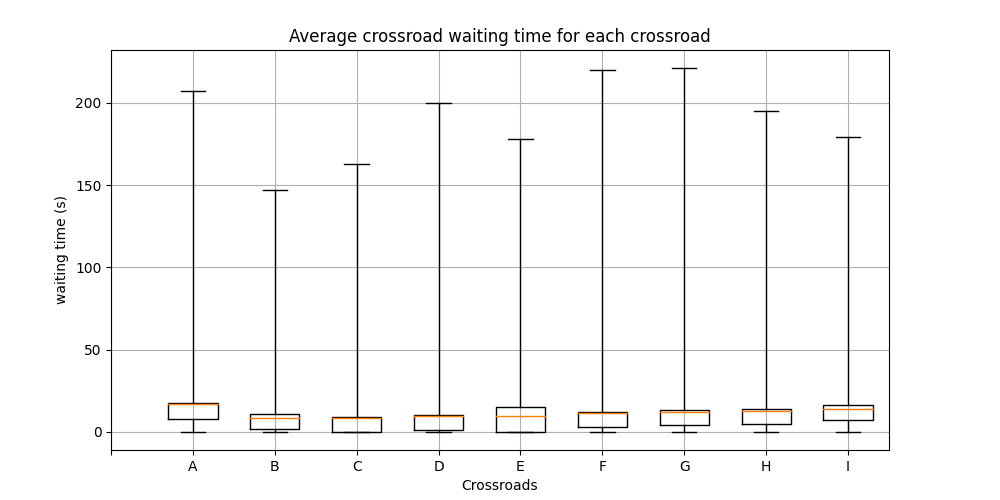 Average crossroad waiting time for each crossroad
waiting time (s)
200
150
100
50
0
A B C D E F G H I
Crossroads